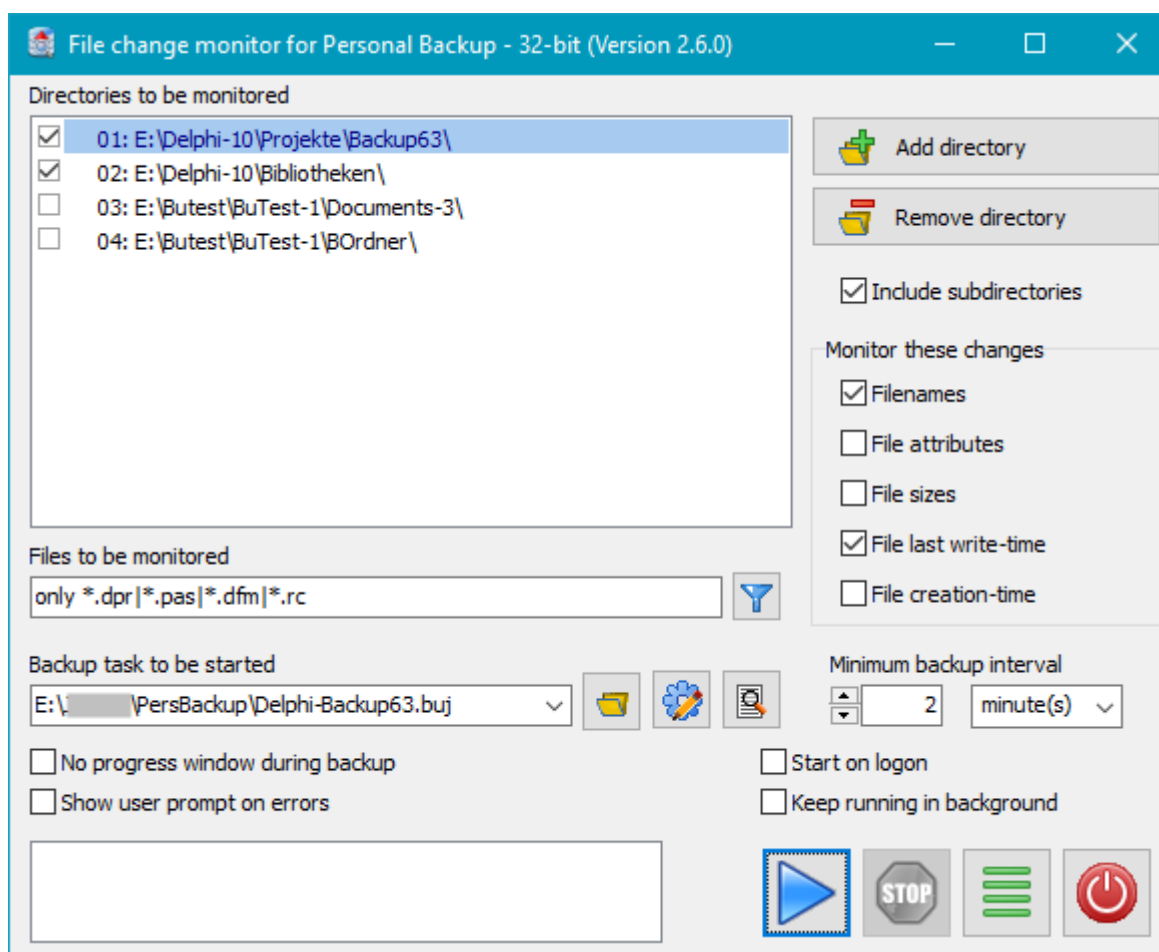 File change monitor for Personal Backup - 32-bit (Version 2.6.0)
Directories to be monitored
01: E:\Delphi-10\Projekte\Backup63\
02: E:\Delphi-10\Bibliotheken\
03: E:\Butest\BuTest-1\Documents-3\
04: E:\Butest\BuTest-1\BOrdner\
Add directory
Remove directory
Include subdirectories
Monitor these changes
Filenames
File attributes
File sizes
File last write-time
File creation-time
Files to be monitored
only *.dpr|*.pas|*.dfm|*.rc
Backup task to be started
E:\ \PersBackup\Delphi-Backup63.buj
Minimum backup interval
2 minute(s)
No progress window during backup
Show user prompt on errors
Start on logon
Keep running in background
STOP